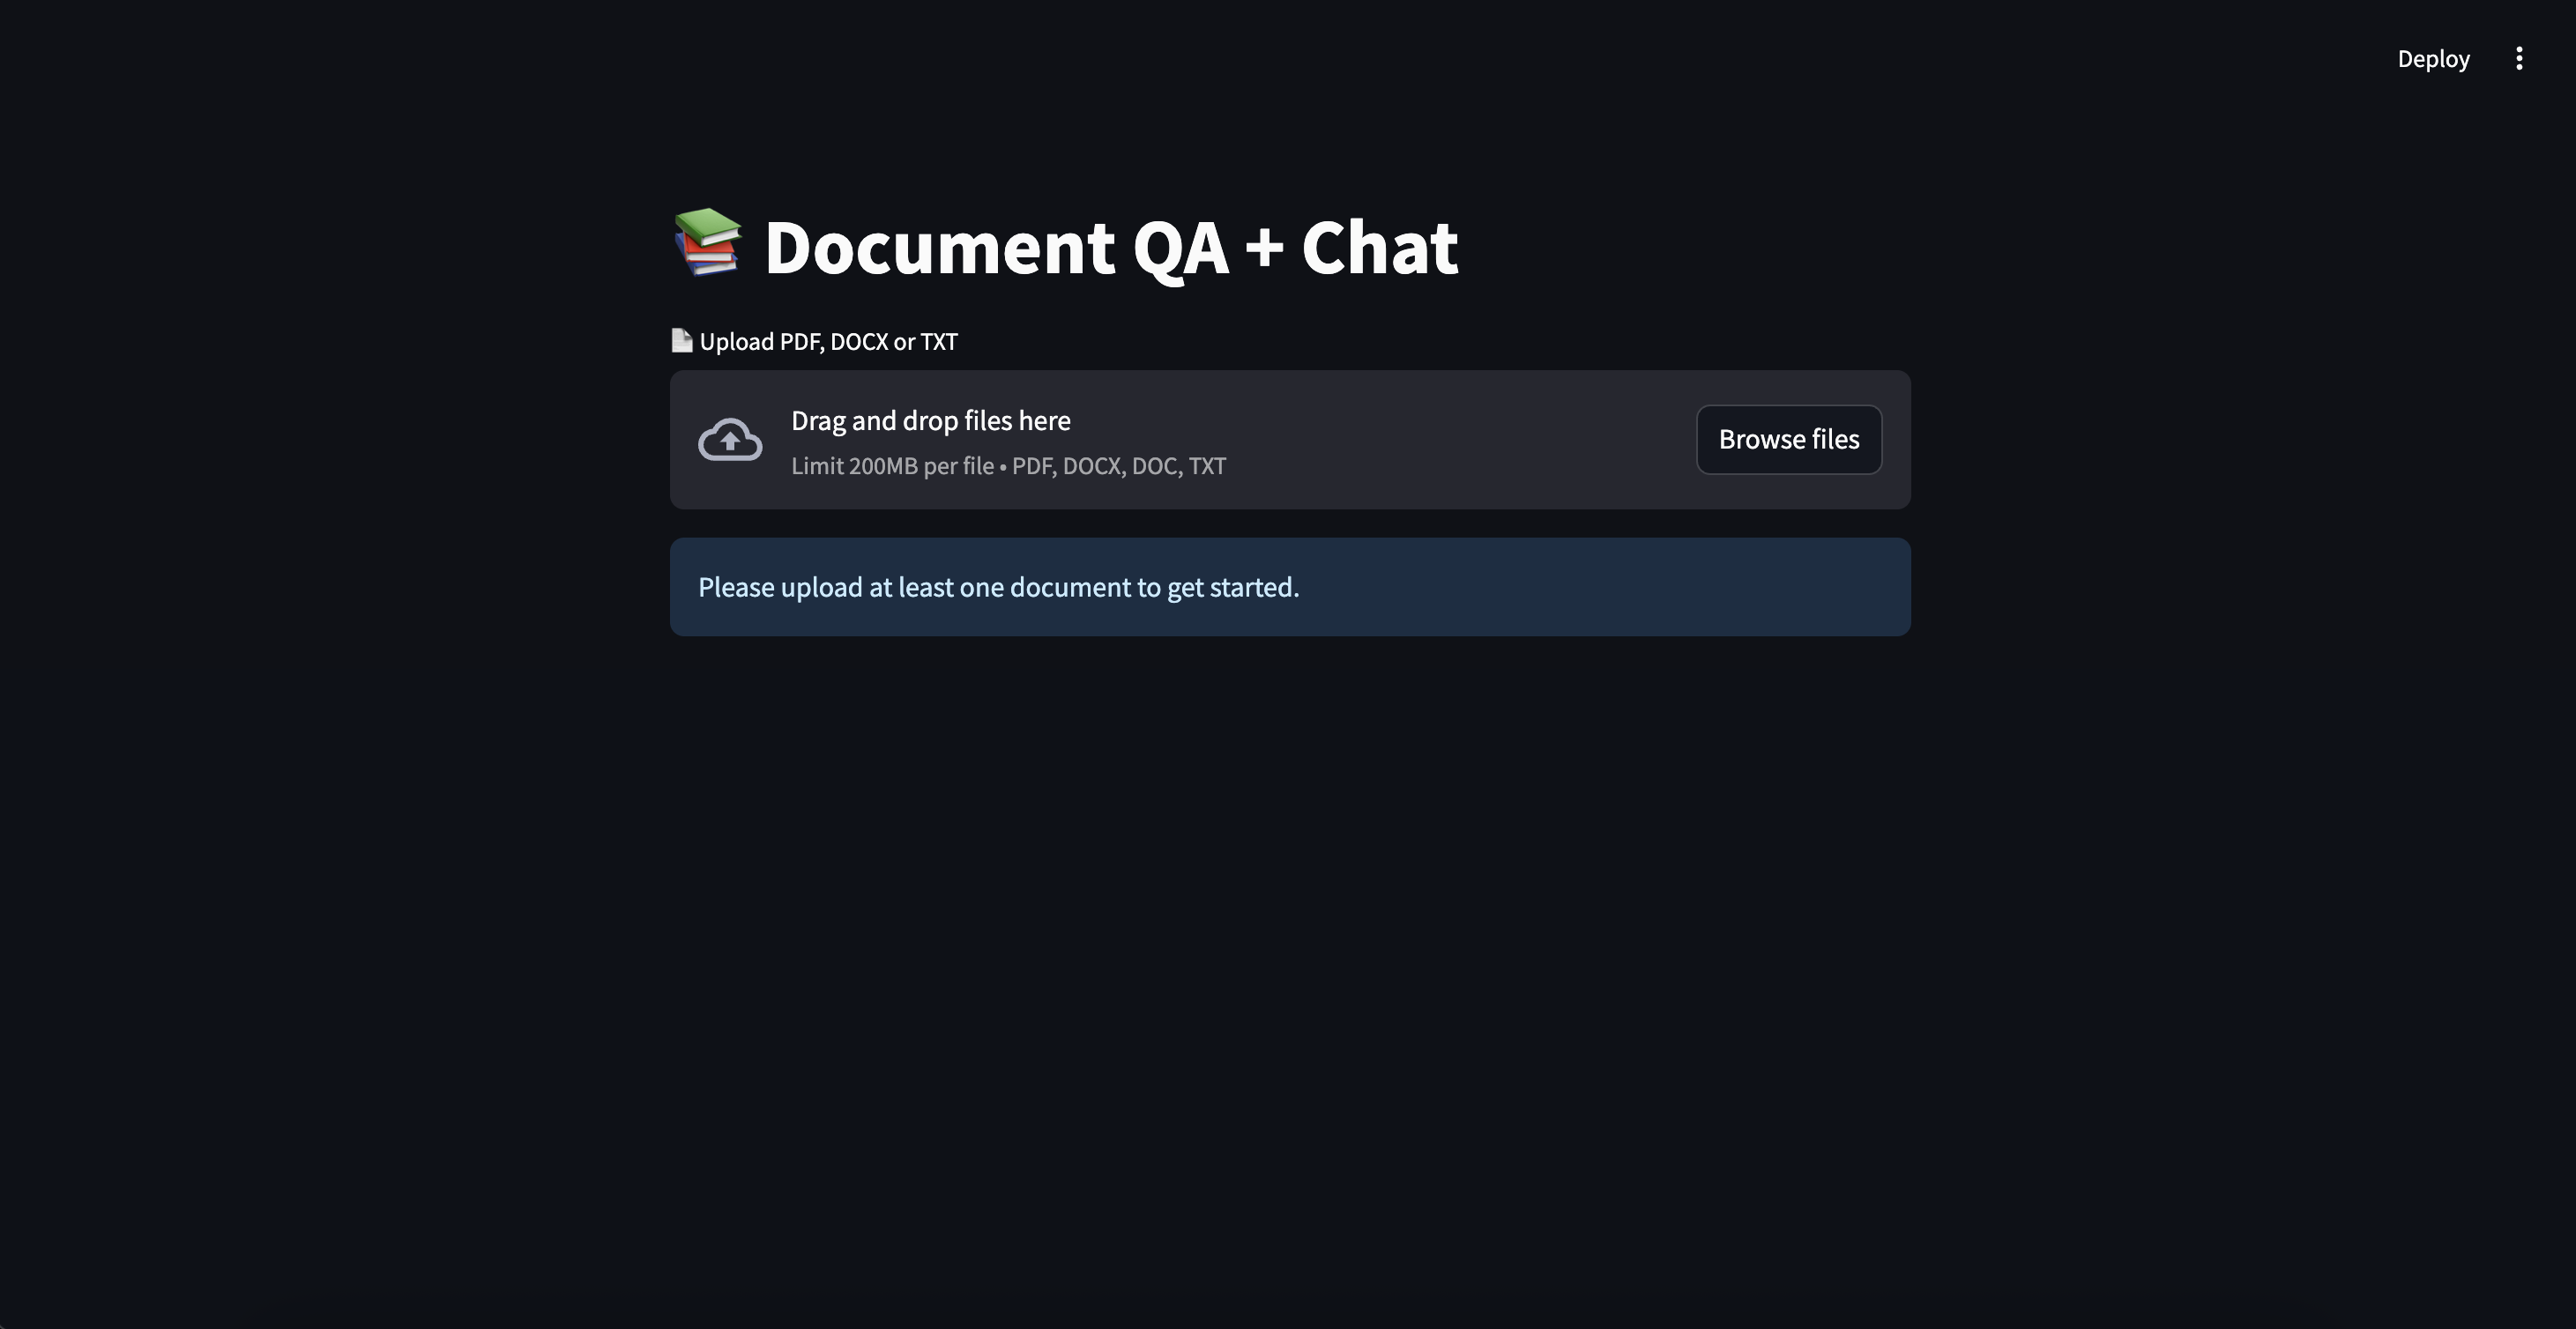 Deploy
Document QA + Chat
Upload PDF, DOCX or TXT
Drag and drop files here
Limit 200MB per file • PDF, DOCX, DOC, TXT
Browse files
Please upload at least one document to get started.